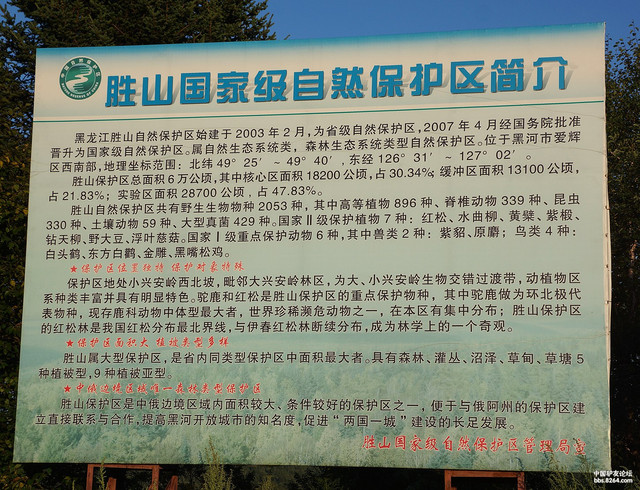 胜山国家级自然保护区简介
黑龙江胜山自然保护区始建于2003年2月,为省级自然保护区,2007年4月经国务院批准
晋升为国家级自然保护区。属自然生态系统类,森林生态系统类型自然保护区。位于黑河市爱辉
区西南部,地理坐标范围:北纬49°25′~49°40′,东经126°31′~127°02′。
胜山保护区总面积6万公顷,其中核心区面积18200公顷,占30.34%;缓冲区面积13100公顷,
占21.83%;实验区面积28700公顷,占47.83%。
胜山自然保护区共有野生生物物种2053种,其中高等植物896种、脊椎动物339种、昆虫
330种、土壤动物59种、大型真菌429种。国家Ⅱ级保护植物7种:红松、水曲柳、黄檗、紫椴、
钻天柳、野大豆、浮叶慈菇。国家Ⅰ级重点保护动物6种,其中兽类2种:紫貂、原麝;鸟类4种:
白头鹤、东方白鹳、金雕、黑嘴松鸡。
★保护区位置独特 保护对象特殊
保护区地处小兴安岭西北坡,毗邻大兴安岭林区,为大、小兴安岭生物交错过渡带,动植物区
系种类丰富并具有明显特色。驼鹿和红松是胜山保护区的重点保护物种,其中驼鹿做为环北极代
表物种,现存鹿科动物中体型最大者,世界珍稀濒危动物之一,在本区有集中分布;胜山保护区
的红松林是我国红松分布最北界线,与伊春红松林断续分布,成为林学上的一个奇观。
★保护区面积大 植被类型多样
胜山属大型保护区,是省内同类型保护区中面积最大者。具有森林、灌丛、沼泽、草甸、草塘5
种植被型,9种植被亚型。
★中俄边境区域唯一森林类型保护区
胜山保护区是中俄边境区域内面积较大、条件较好的保护区之一,便于与俄阿州的保护区建
立直接联系与合作,提高黑河开放城市的知名度,促进“两国一城”建设的长足发展。
胜山国家级自然保护区管理局宣
中国驴友论坛
bbs.8264.com